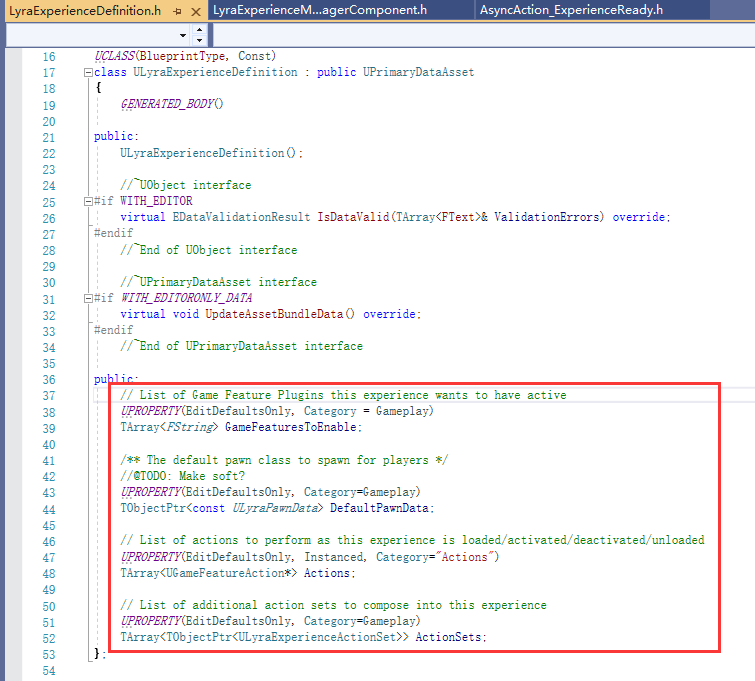 LyraExperienceDefinition.h
LyraExperienceM...agerComponent.h
AsyncAction_ExperienceReady.h
16 UCLASS(BlueprintType, Const)
17 class ULyraExperienceDefinition : public UPrimaryDataAsset
18 {
19 GENERATED_BODY()
20
21 public:
22 ULyraExperienceDefinition();
23
24 //~UObject interface
25 #if WITH_EDITOR
26 virtual EDataValidationResult IsDataValid(TArray<FText>& ValidationErrors) override;
27 #endif
28 //~End of UObject interface
29
30 //~UPrimaryDataAsset interface
31 #if WITH_EDITORONLY_DATA
32 virtual void UpdateAssetBundleData() override;
33 #endif
34 //~End of UPrimaryDataAsset interface
35
36 public:
37 // List of Game Feature Plugins this experience wants to have active
38 UPROPERTY(EditDefaultsOnly, Category = Gameplay)
39 TArray<FString> GameFeaturesToEnable;
40
41 /** The default pawn class to spawn for players */
42 //@TODO: Make soft?
43 UPROPERTY(EditDefaultsOnly, Category=Gameplay)
44 TObjectPtr<const ULyraPawnData> DefaultPawnData;
45
46 // List of actions to perform as this experience is loaded/activated/deactivated/unloaded
47 UPROPERTY(EditDefaultsOnly, Instanced, Category="Actions")
48 TArray<UGameFeatureAction*> Actions;
49
50 // List of additional action sets to compose into this experience
51 UPROPERTY(EditDefaultsOnly, Category=Gameplay)
52 TArray<TObjectPtr<ULyraExperienceActionSet>> ActionSets;
53 };
54